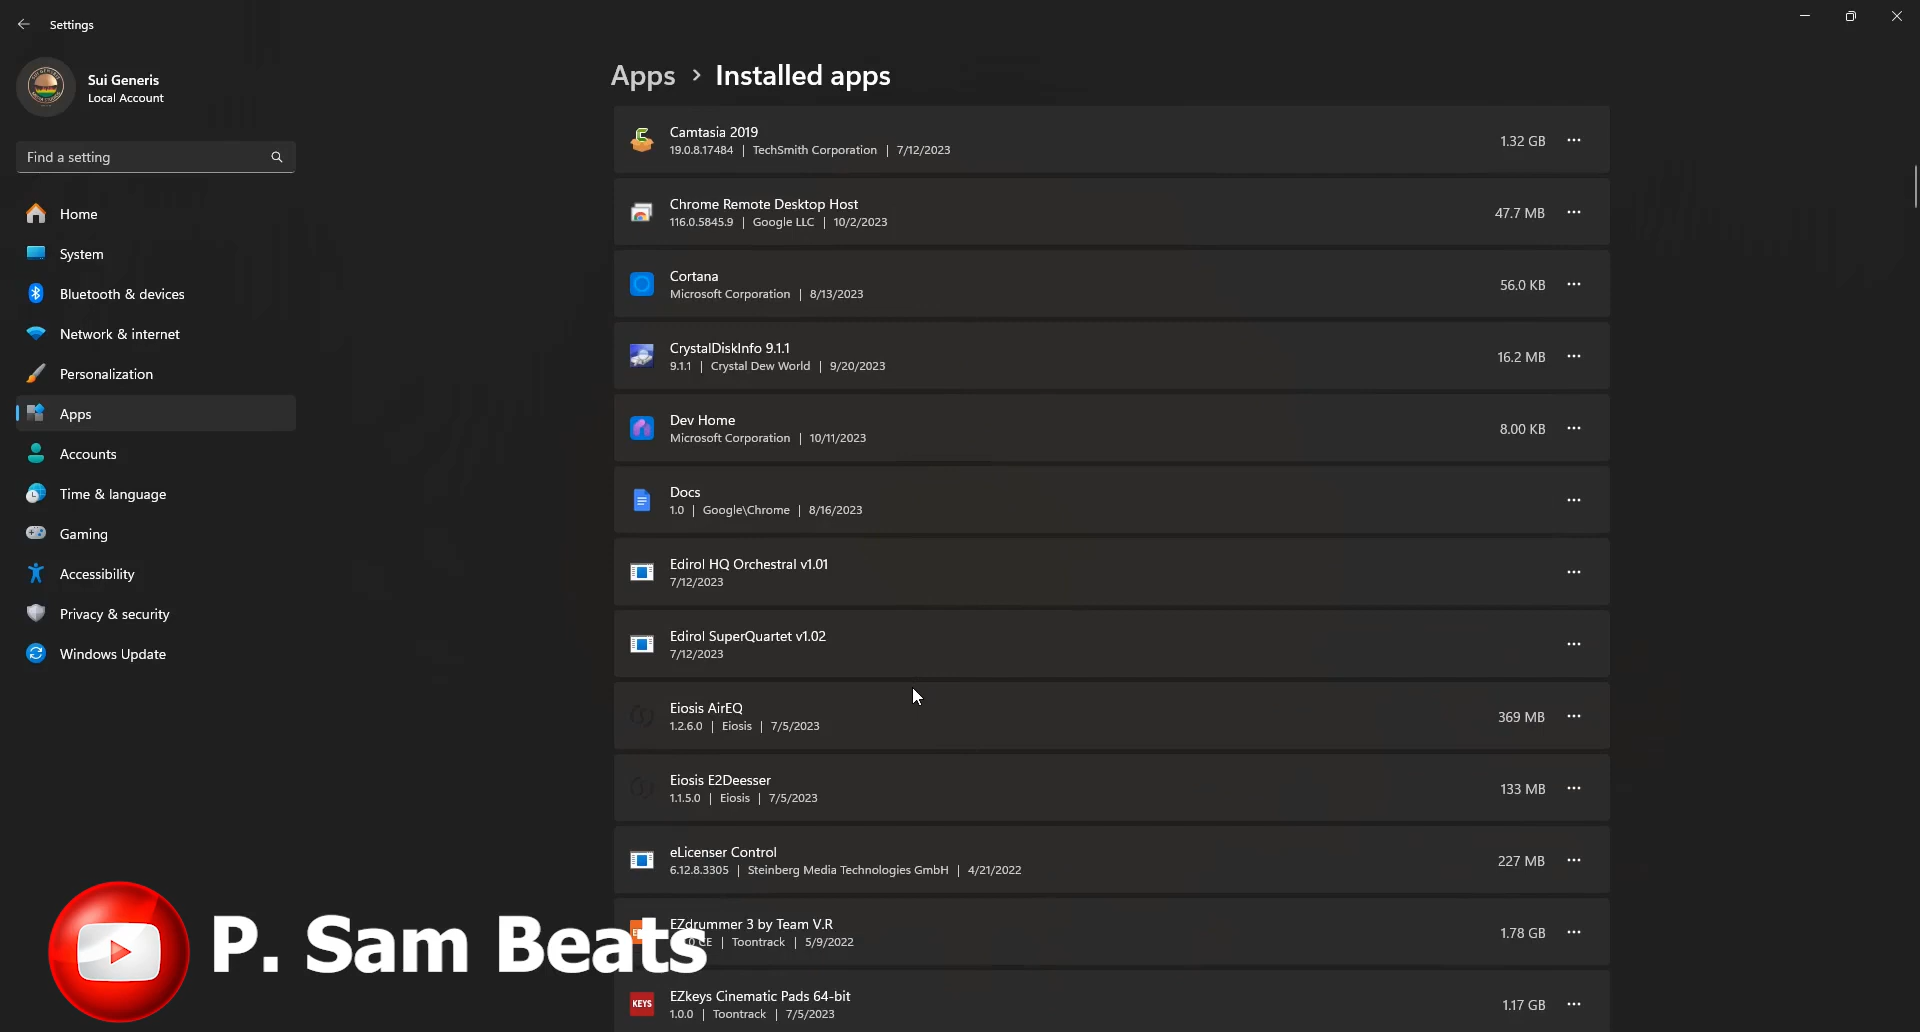 Settings
Sui Generis
Local Account
Find a setting
Home
System
Bluetooth & devices
Network & internet
Personalization
Apps
Accounts
Time & language
Gaming
Accessibility
Privacy & security
Windows Update
Apps > Installed apps
Camtasia 2019
19.0.8.17484 | TechSmith Corporation | 7/12/2023
1.32 GB
Chrome Remote Desktop Host
116.0.5845.9 | Google LLC | 10/2/2023
47.7 MB
Cortana
Microsoft Corporation | 8/13/2023
56.0 KB
CrystalDiskInfo 9.1.1
9.1.1 | Crystal Dew World | 9/20/2023
16.2 MB
Dev Home
Microsoft Corporation | 10/11/2023
8.00 KB
Docs
1.0 | Google\Chrome | 8/16/2023
Edirol HQ Orchestral v1.01
7/12/2023
Edirol SuperQuartet v1.02
7/12/2023
Eiosis AirEQ
1.2.6.0 | Eiosis | 7/5/2023
369 MB
Eiosis E2Deesser
1.1.5.0 | Eiosis | 7/5/2023
133 MB
eLicenser Control
6.12.8.3305 | Steinberg Media Technologies GmbH | 4/21/2022
227 MB
EZdrummer 3 by Team V.R
CE | Toontrack | 5/9/2022
1.78 GB
KEYS
EZkeys Cinematic Pads 64-bit
1.0.0 | Toontrack | 7/5/2023
1.17 GB
P. Sam Beats